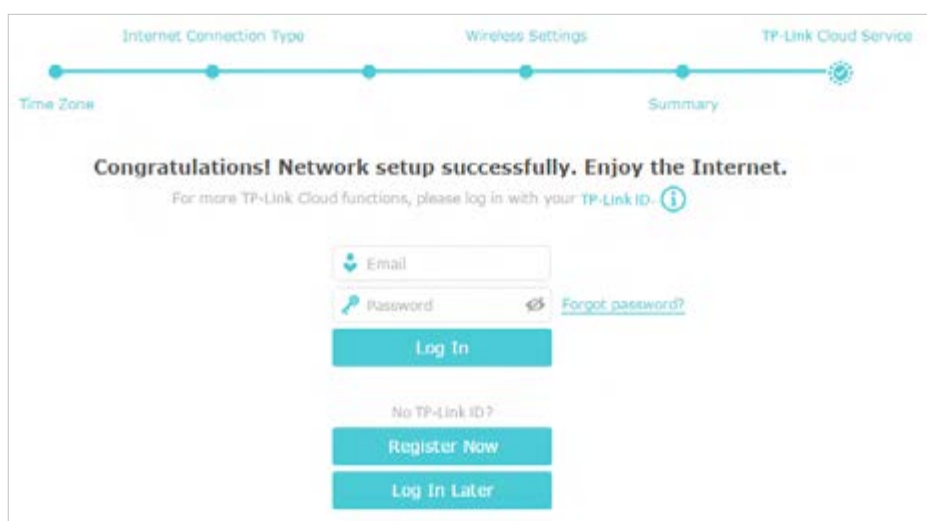 Internet Connection Type Wireless Settings TP-Link Cloud Service
Time Zone Summary
Congratulations! Network setup successfully. Enjoy the Internet.
For more TP-Link Cloud functions, please log in with your TP-Link ID.
Email
Password Forgot password?
Log In
No TP-Link ID?
Register Now
Log In Later